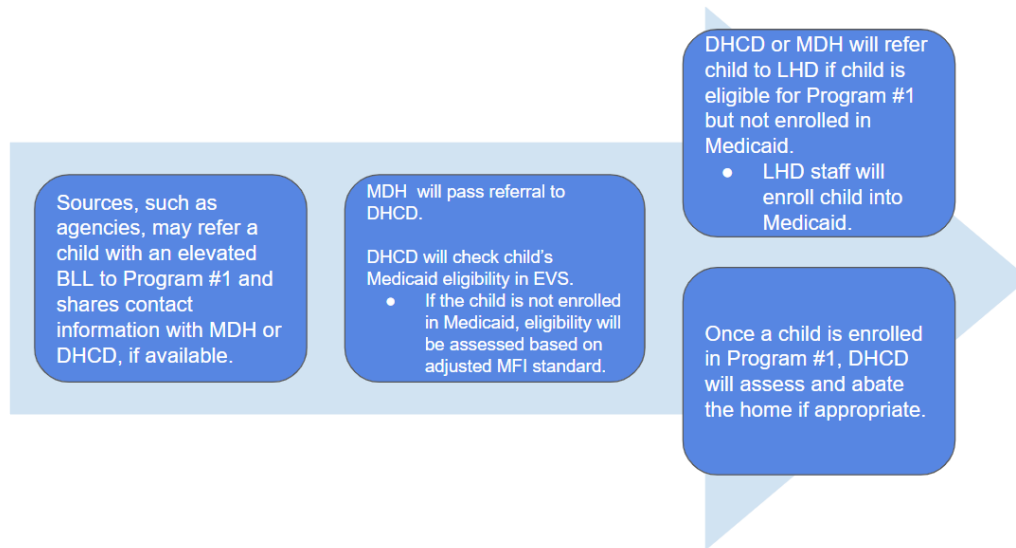 Sources, such as
agencies, may refer a
child with an elevated
BLL to Program #1 and
shares contact
information with MDH or
DHCD, if available.
MDH will pass referral to
DHCD.
DHCD will check child's
Medicaid eligibility in EVS.
● If the child is not enrolled
in Medicaid, eligibility will
be assessed based on
adjusted MFI standard.
DHCD or MDH will refer
child to LHD if child is
eligible for Program #1
but not enrolled in
Medicaid.
● LHD staff will
enroll child into
Medicaid.
Once a child is enrolled
in Program #1, DHCD
will assess and abate
the home if appropriate.